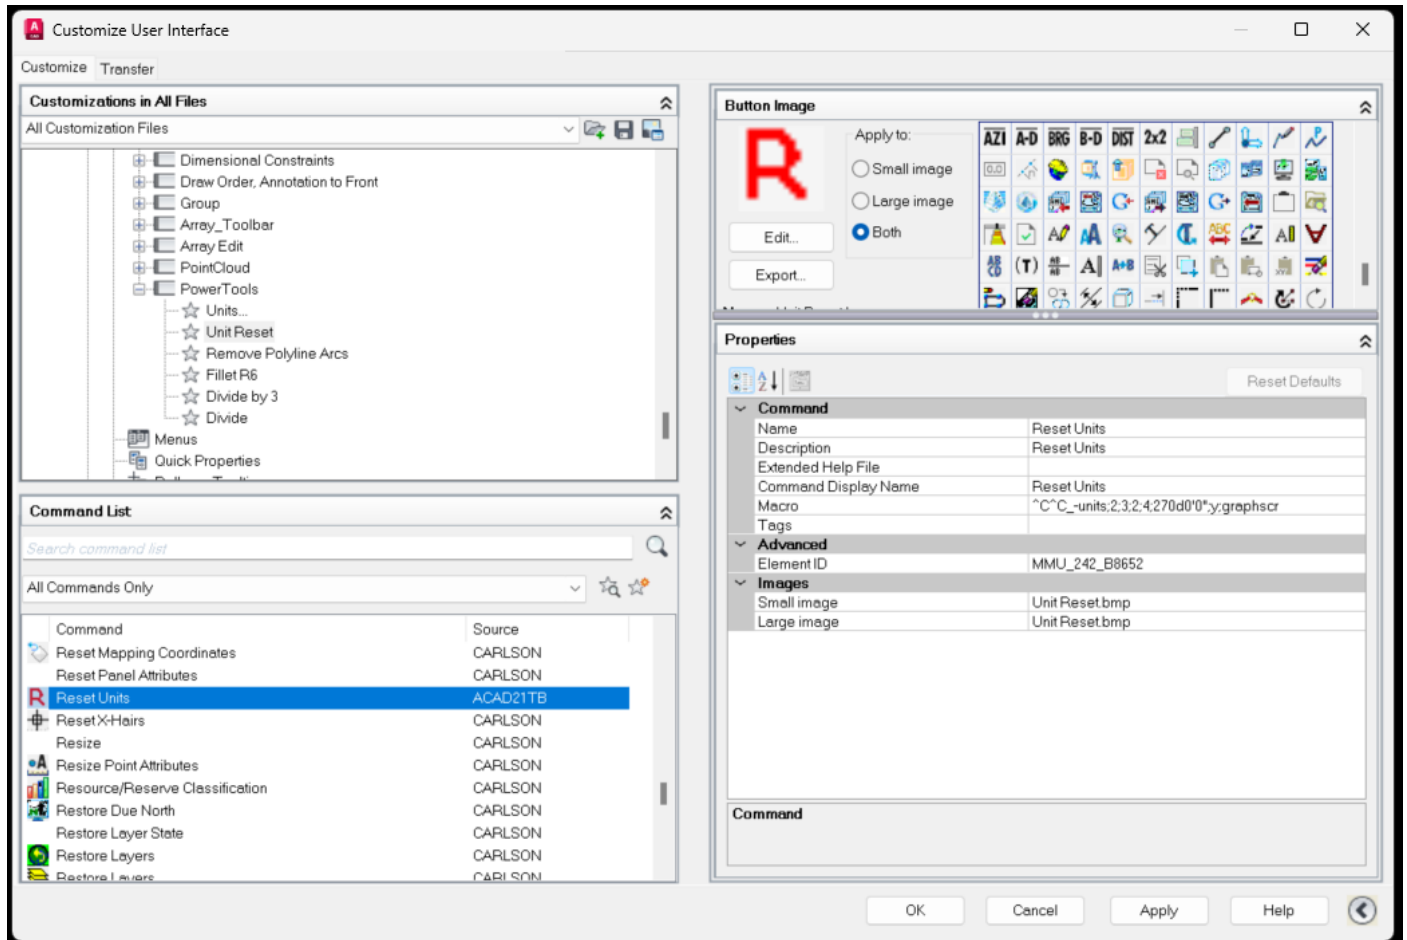 Customize User Interface
Customize Transfer
Customizations in All Files
All Customization Files
Dimensional Constraints
Draw Order, Annotation to Front
Group
Array_Toolbar
Array Edit
PointCloud
PowerTools
Units...
Unit Reset
Remove Polyline Arcs
Fillet R6
Divide by 3
Divide
Menus
Quick Properties
Command List
Search command list
All Commands Only
Command Source
Reset Mapping Coordinates CARLSON
Reset Panel Attributes CARLSON
R Reset Units ACAD21TB
Reset X-Hairs CARLSON
Resize CARLSON
Resize Point Attributes CARLSON
Resource/Reserve Classification CARLSON
Restore Due North CARLSON
Restore Layer State CARLSON
Restore Layers CARLSON
Restore Layers CARLSON
Button Image
R
Apply to:
Small image
Large image
Both
Edit...
Export...
AZI A-D BRG B-D DIST 2x2
Properties
Reset Defaults
Command
Name Reset Units
Description Reset Units
Extended Help File
Command Display Name Reset Units
Macro ^C^C_-units;2;3;2;4;270d0'0";y;graphscr
Tags
Advanced
Element ID MMU_242_B8652
Images
Small image Unit Reset.bmp
Large image Unit Reset.bmp
Command
OK Cancel Apply Help